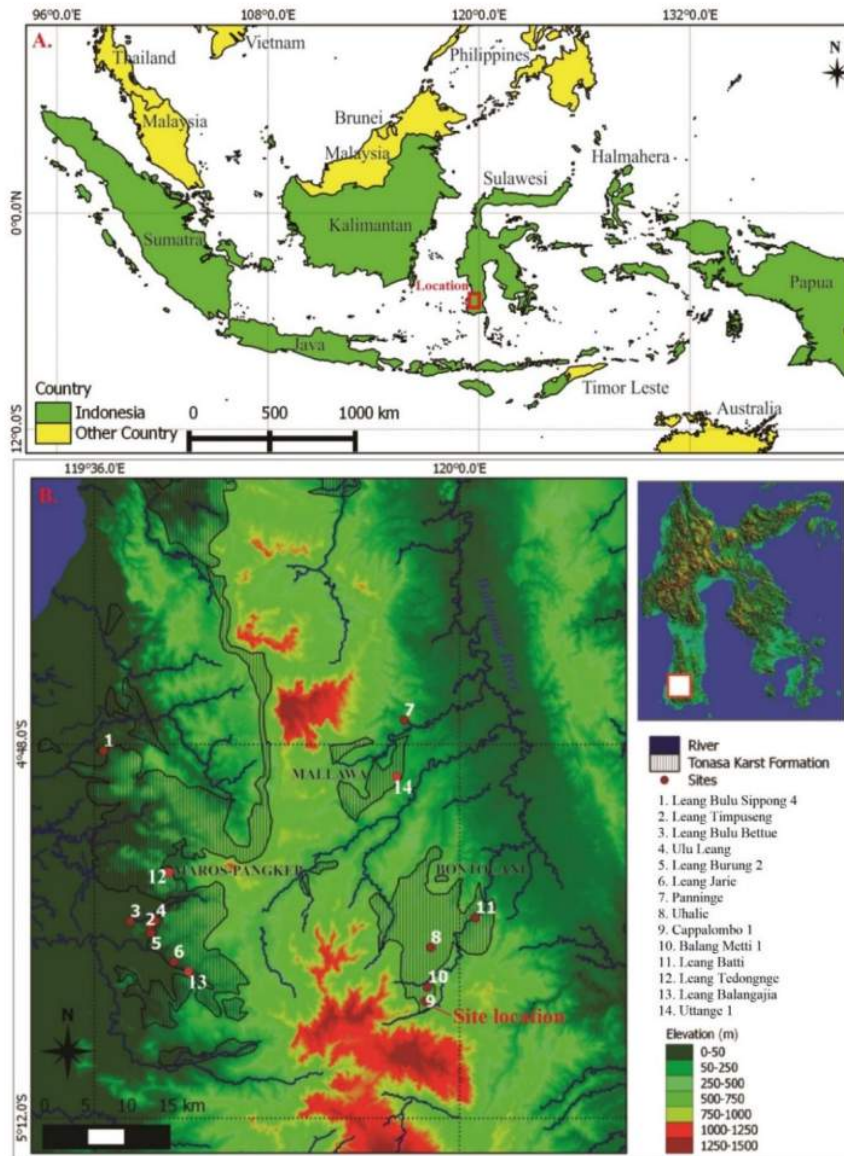 96°0.0'E 108°0.0'E 120°0.0'E 132°0.0'E
A.
Vietnam
Thailand
Philippines
N
Malaysia
Brunei
Malaysia
Halmahera
Sulawesi
0°0.0'N
Kalimantan
Sumatra
Location
Papua
Java
Timor Leste
Country
Indonesia
Other Country
0 500 1000 km
Australia
12°0.0'S
119°36.0'E 120°0.0'E
B.
River
7
4°48.0'S
1
MALLAWA
14
12
MAROS-PANGKEP
BONTOCANI
3
4
2
5
11
8
6
13
10
9
Site location
N
0 5 10 15 km
5°12.0'S
River
Tonasa Karst Formation
Sites
1. Leang Bulu Sippong 4
2. Leang Timpuseng
3. Leang Bulu Bettue
4. Ulu Leang
5. Leang Burung 2
6. Leang Jarie
7. Panninge
8. Uhalie
9. Cappalombo 1
10. Balang Metti 1
11. Leang Batti
12. Leang Tedongnge
13. Leang Balangajia
14. Uttange 1
Elevation (m)
0-50
50-250
250-500
500-750
750-1000
1000-1250
1250-1500